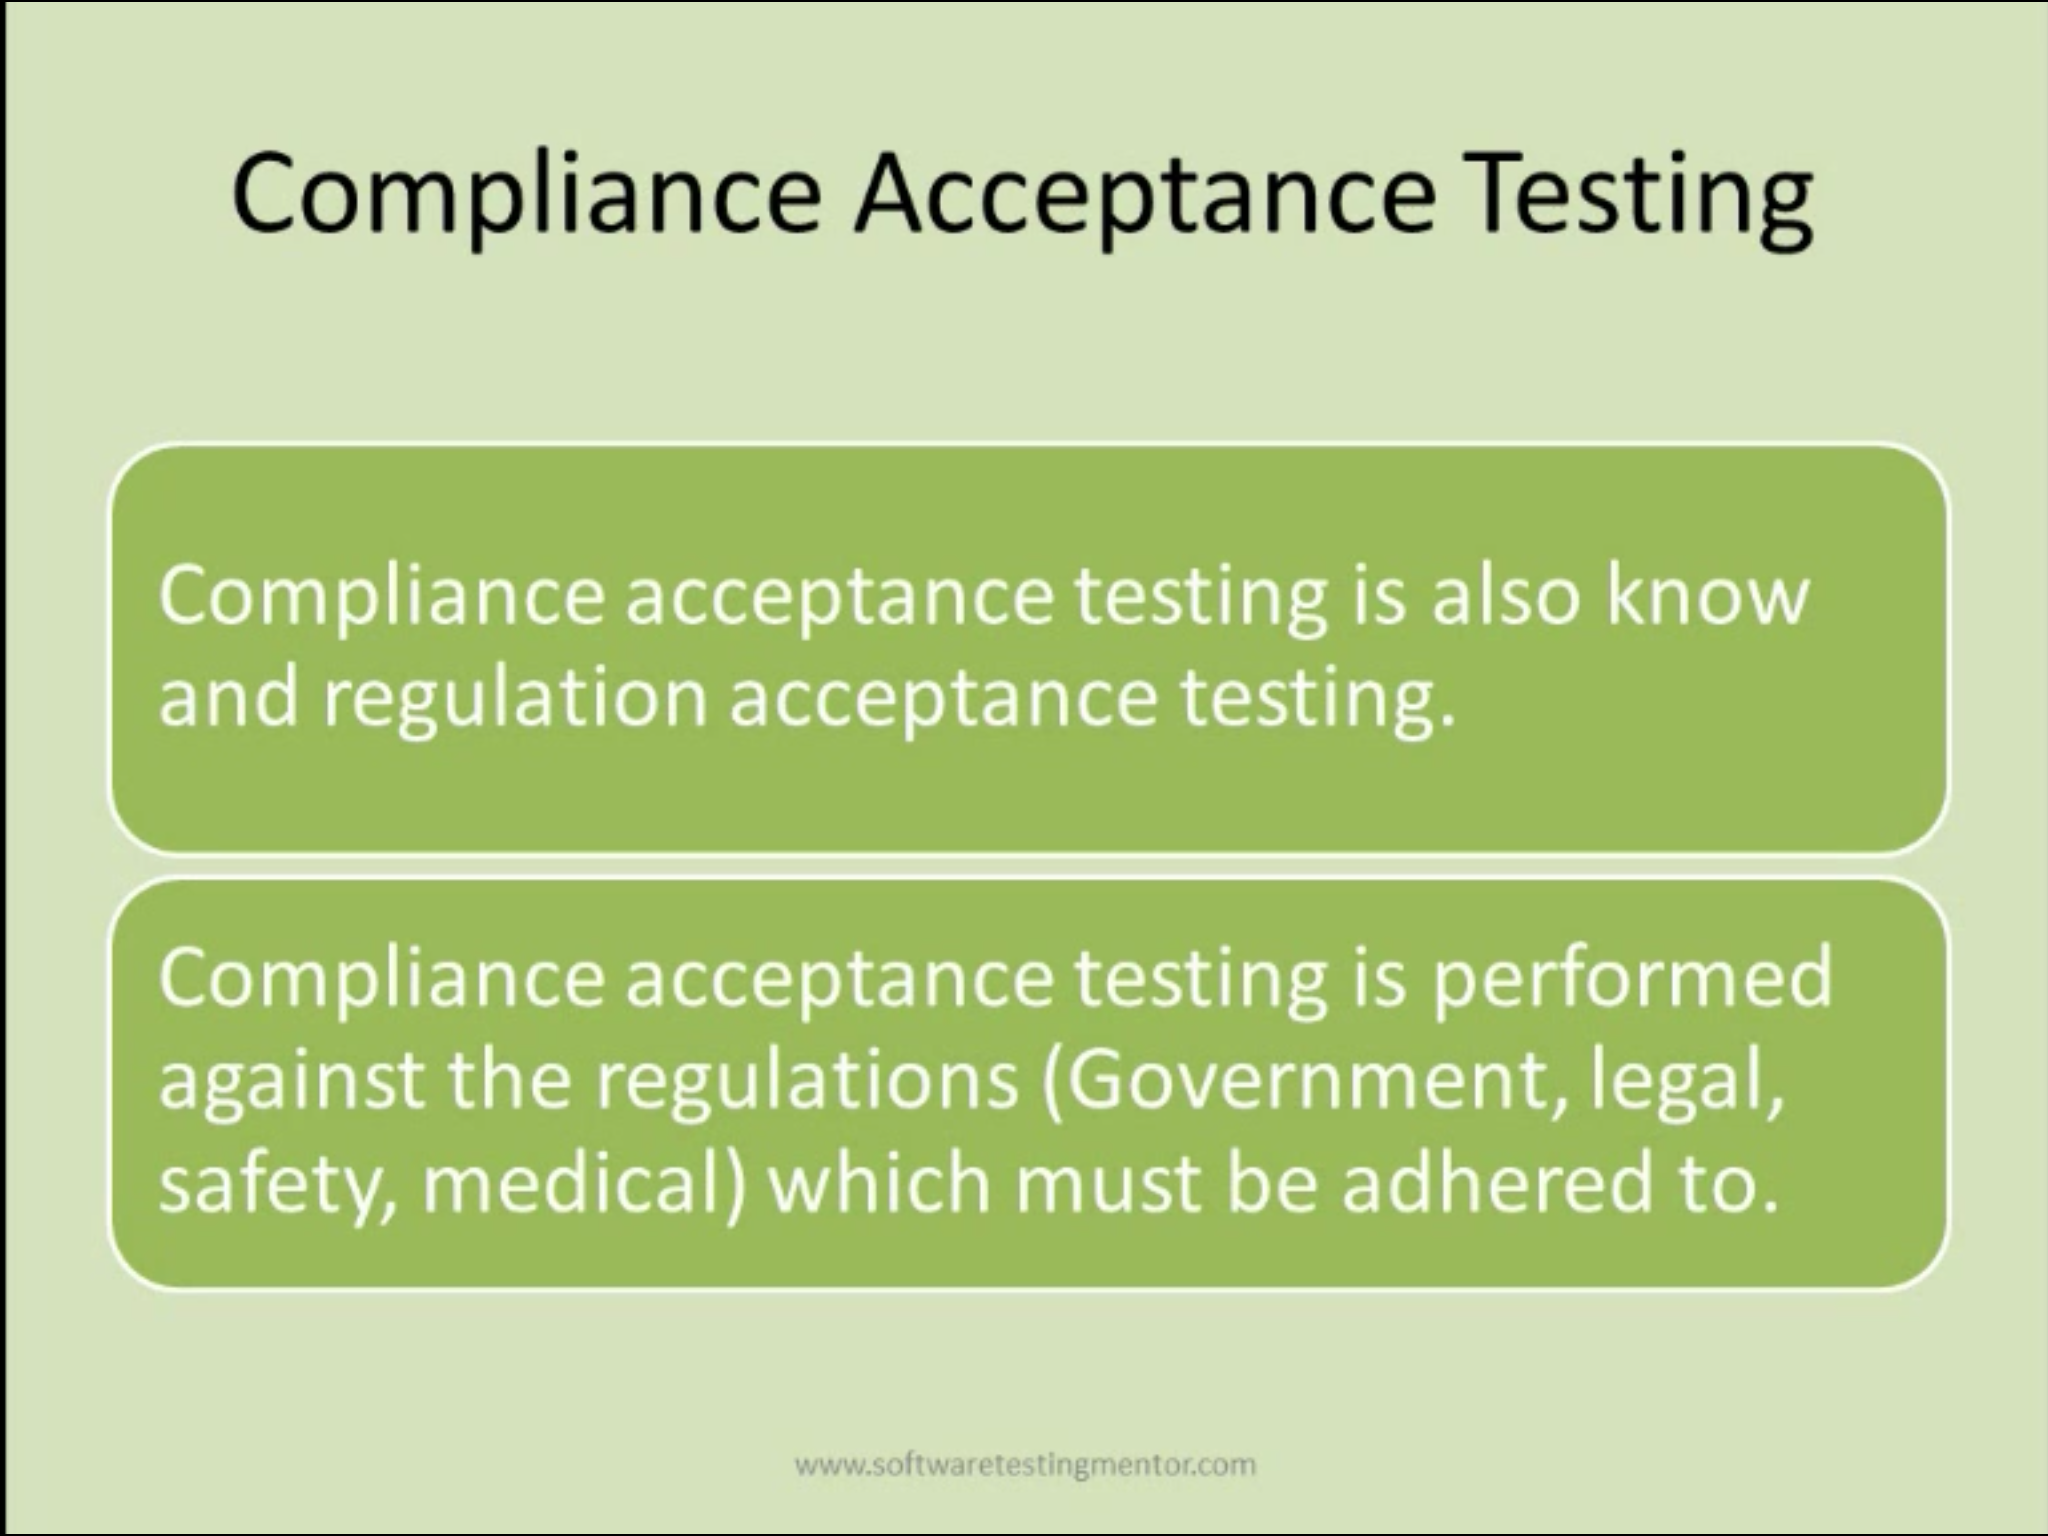 Compliance Acceptance Testing
Compliance acceptance testing is also know
and regulation acceptance testing.
Compliance acceptance testing is performed
against the regulations (Government, legal,
safety, medical) which must be adhered to.
www.softwaretestingmentor.com